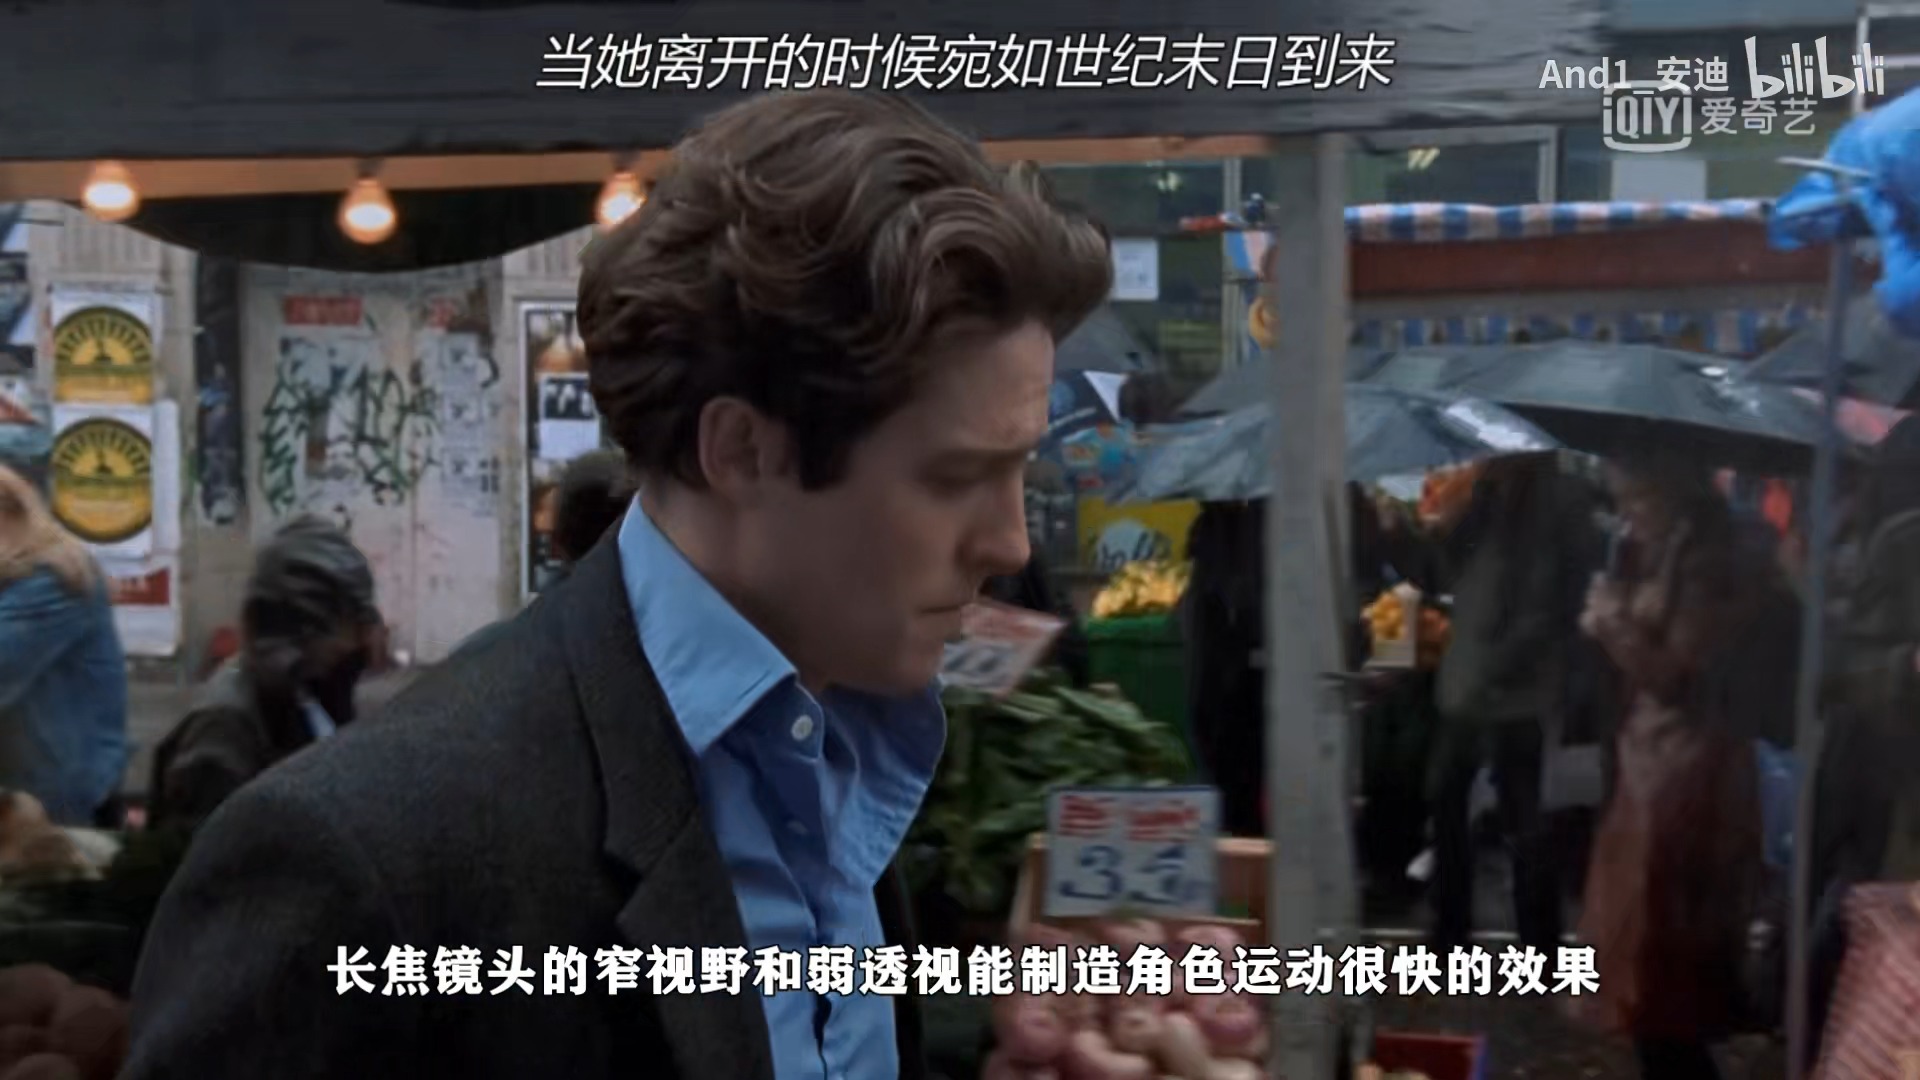 当她离开的时候宛如世纪末日到来
And1_安迪 bilibili
iQIYI 爱奇艺
35
长焦镜头的窄视野和弱透视能制造角色运动很快的效果